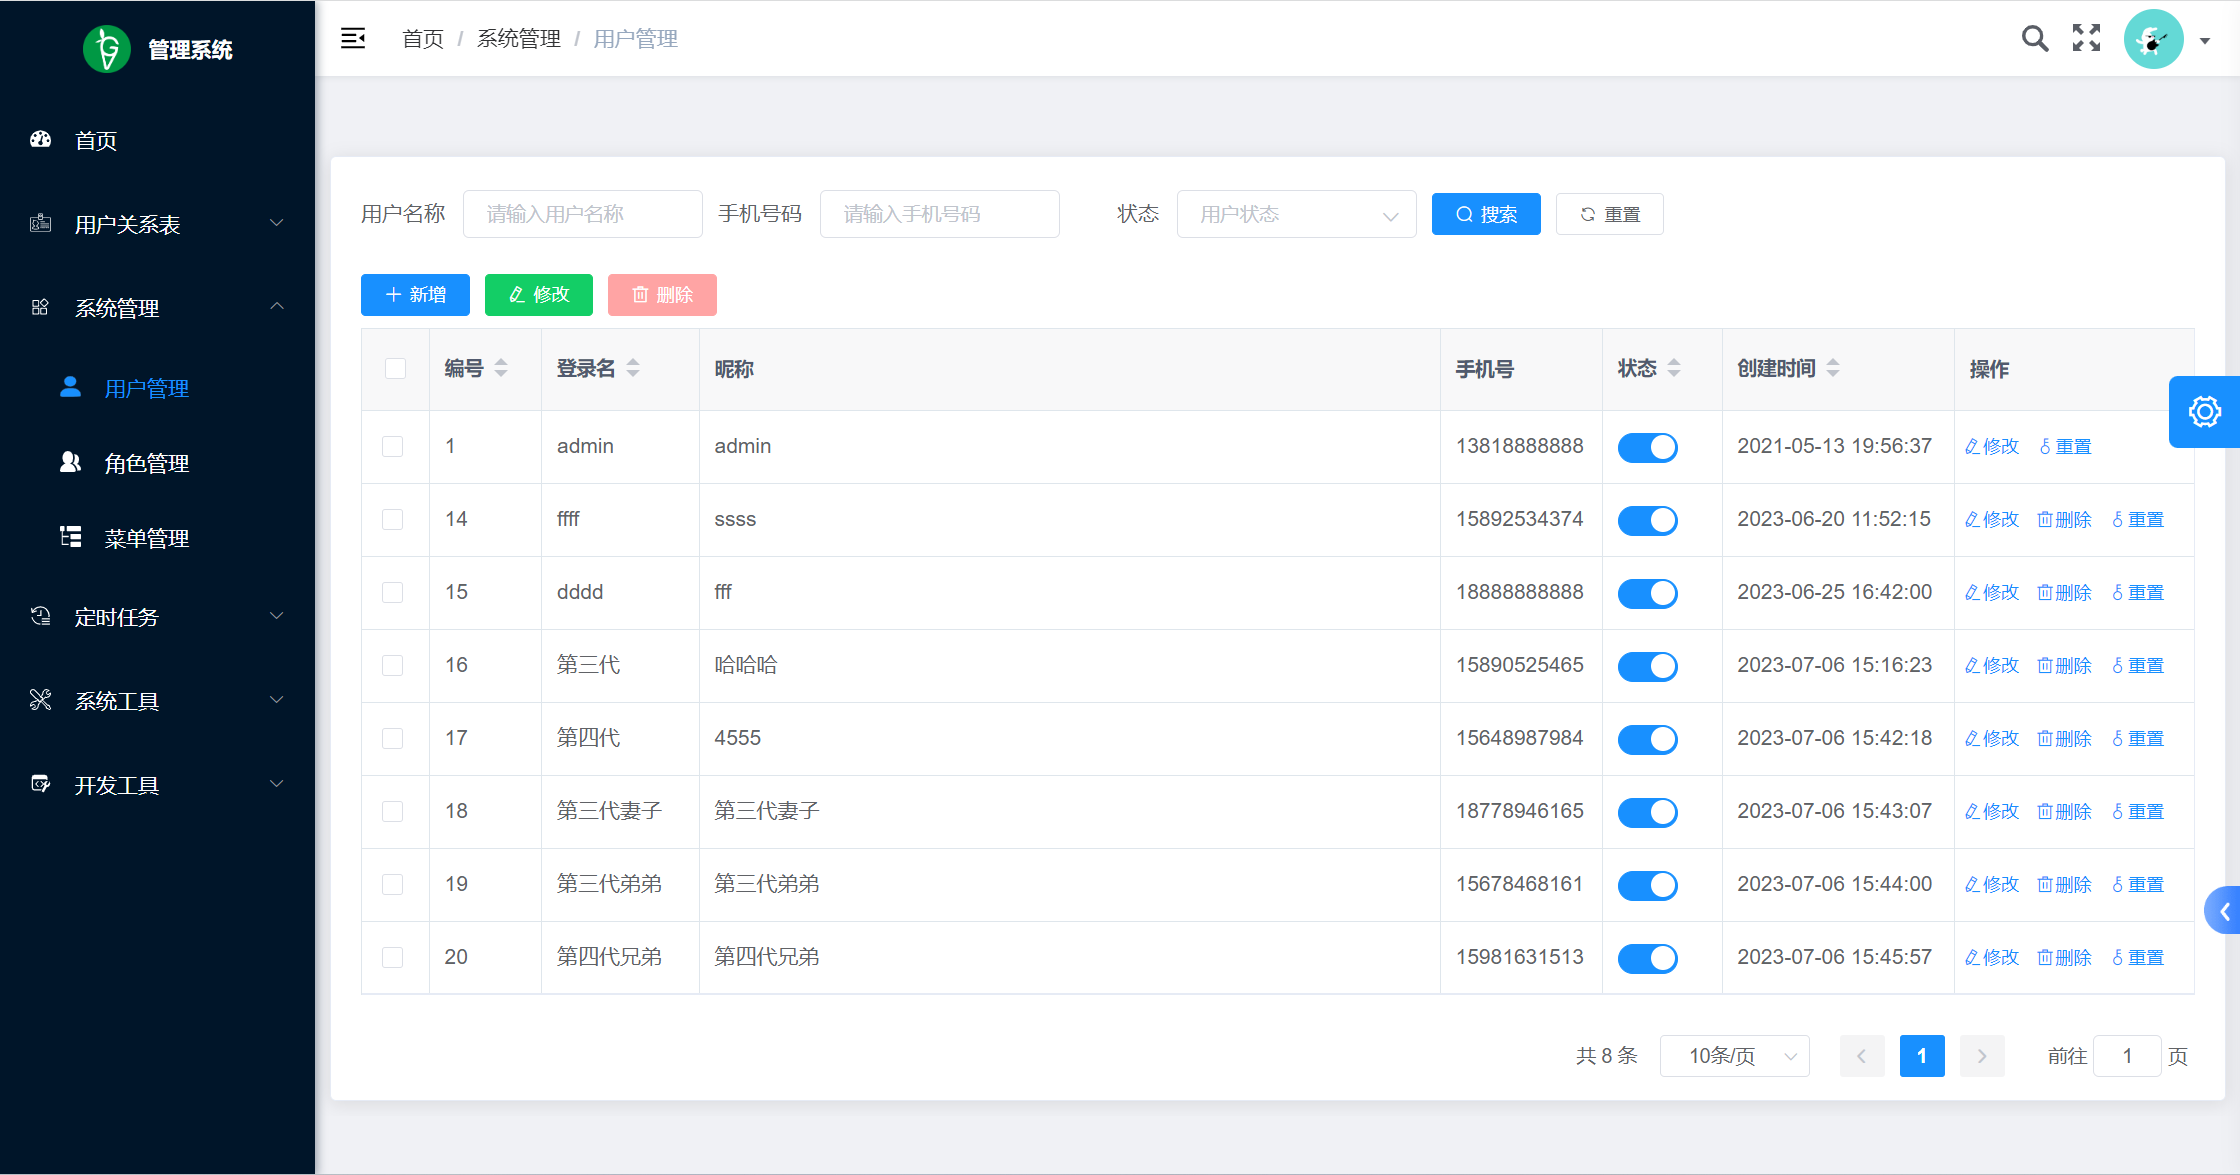 管理系统
首页
用户关系表
系统管理
用户管理
角色管理
菜单管理
定时任务
系统工具
开发工具
首页 / 系统管理 / 用户管理
用户名称 请输入用户名称 手机号码 请输入手机号码 状态 用户状态 搜索 重置
新增 修改 删除
编号 登录名 昵称 手机号 状态 创建时间 操作
1 admin admin 13818888888 2021-05-13 19:56:37 修改 重置
14 ffff ssss 15892534374 2023-06-20 11:52:15 修改 删除 重置
15 dddd fff 18888888888 2023-06-25 16:42:00 修改 删除 重置
16 第三代 哈哈哈 15890525465 2023-07-06 15:16:23 修改 删除 重置
17 第四代 4555 15648987984 2023-07-06 15:42:18 修改 删除 重置
18 第三代妻子 第三代妻子 18778946165 2023-07-06 15:43:07 修改 删除 重置
19 第三代弟弟 第三代弟弟 15678468161 2023-07-06 15:44:00 修改 删除 重置
20 第四代兄弟 第四代兄弟 15981631513 2023-07-06 15:45:57 修改 删除 重置
共 8 条 10条/页 1 前往 1 页